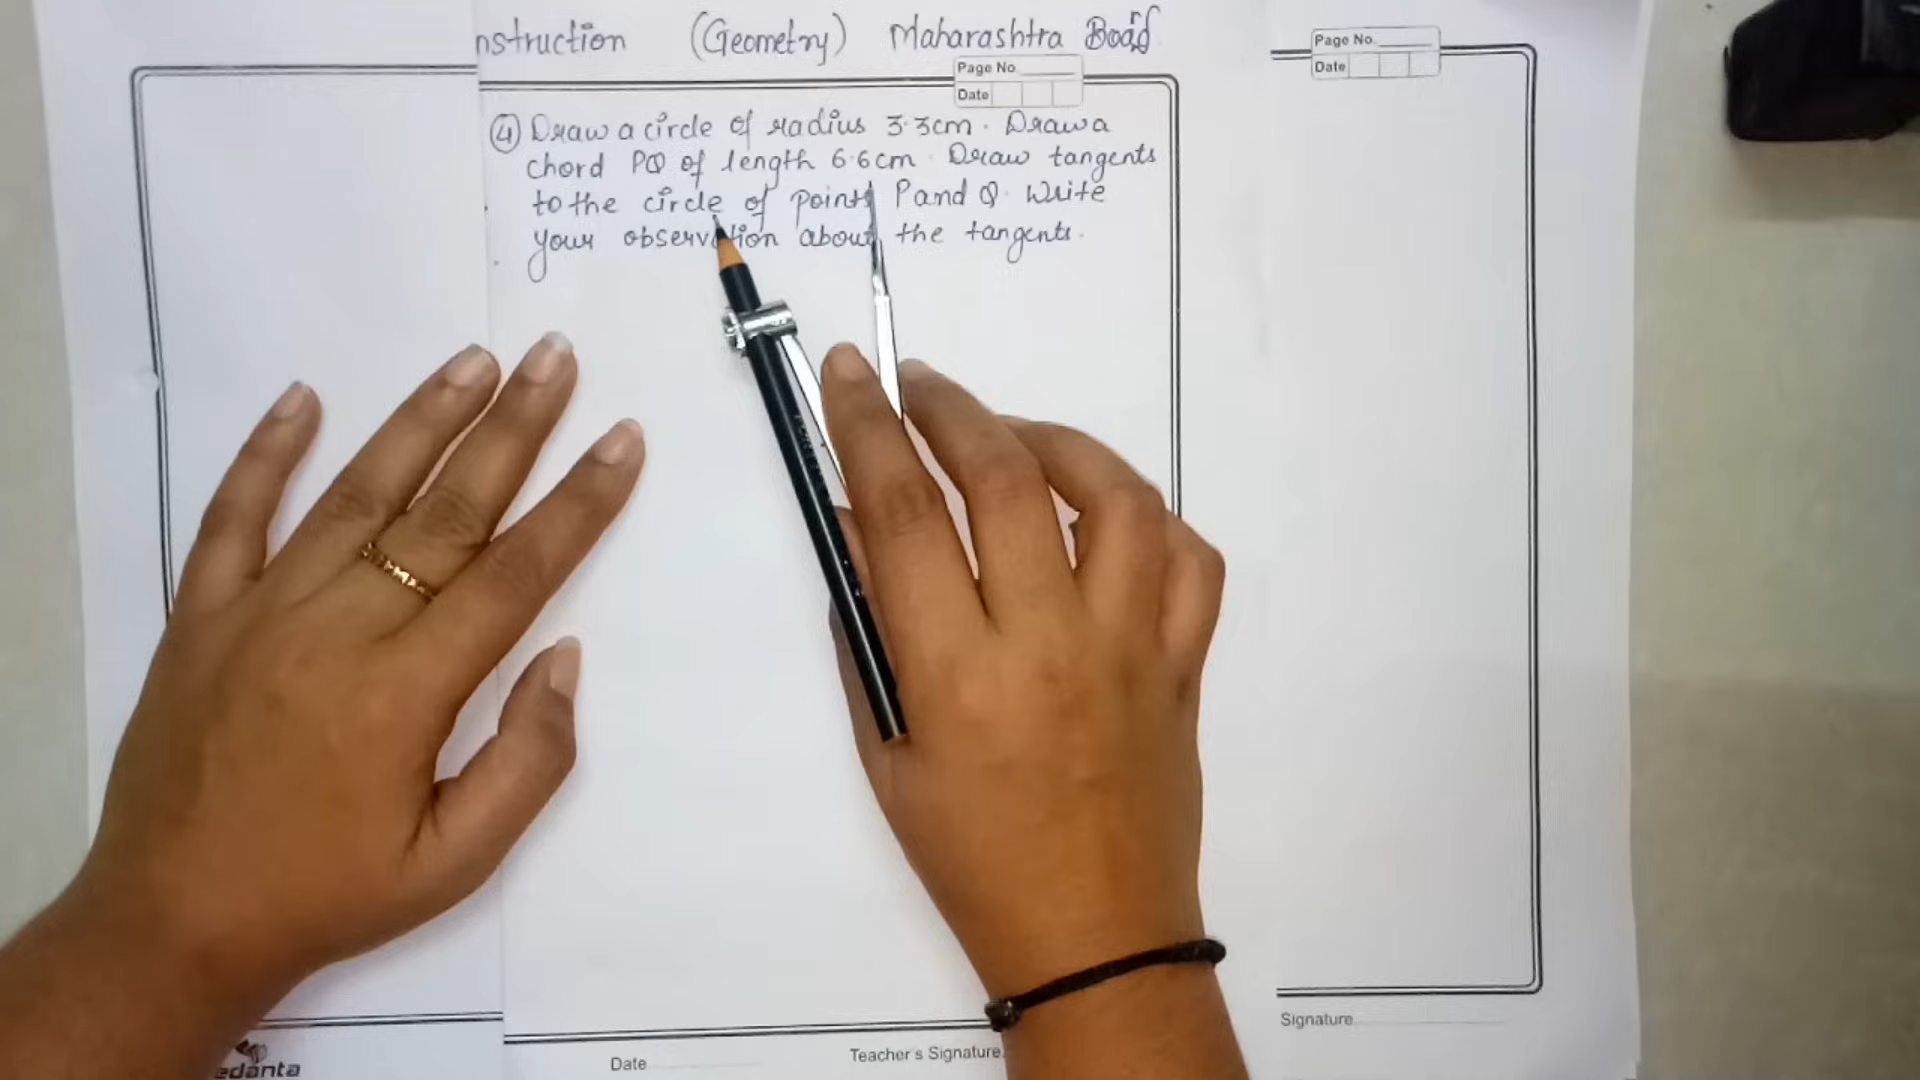 nstruction (Geometry) Maharashtra Board
Page No.
Date
Page No
Date
④ Draw a circle of radius 3.3cm. Draw a
chord PQ of length 6.6cm. Draw tangents
to the circle of points P and Q. Write
your observation about the tangents.
Signature
Date
Teacher's Signature
edanta